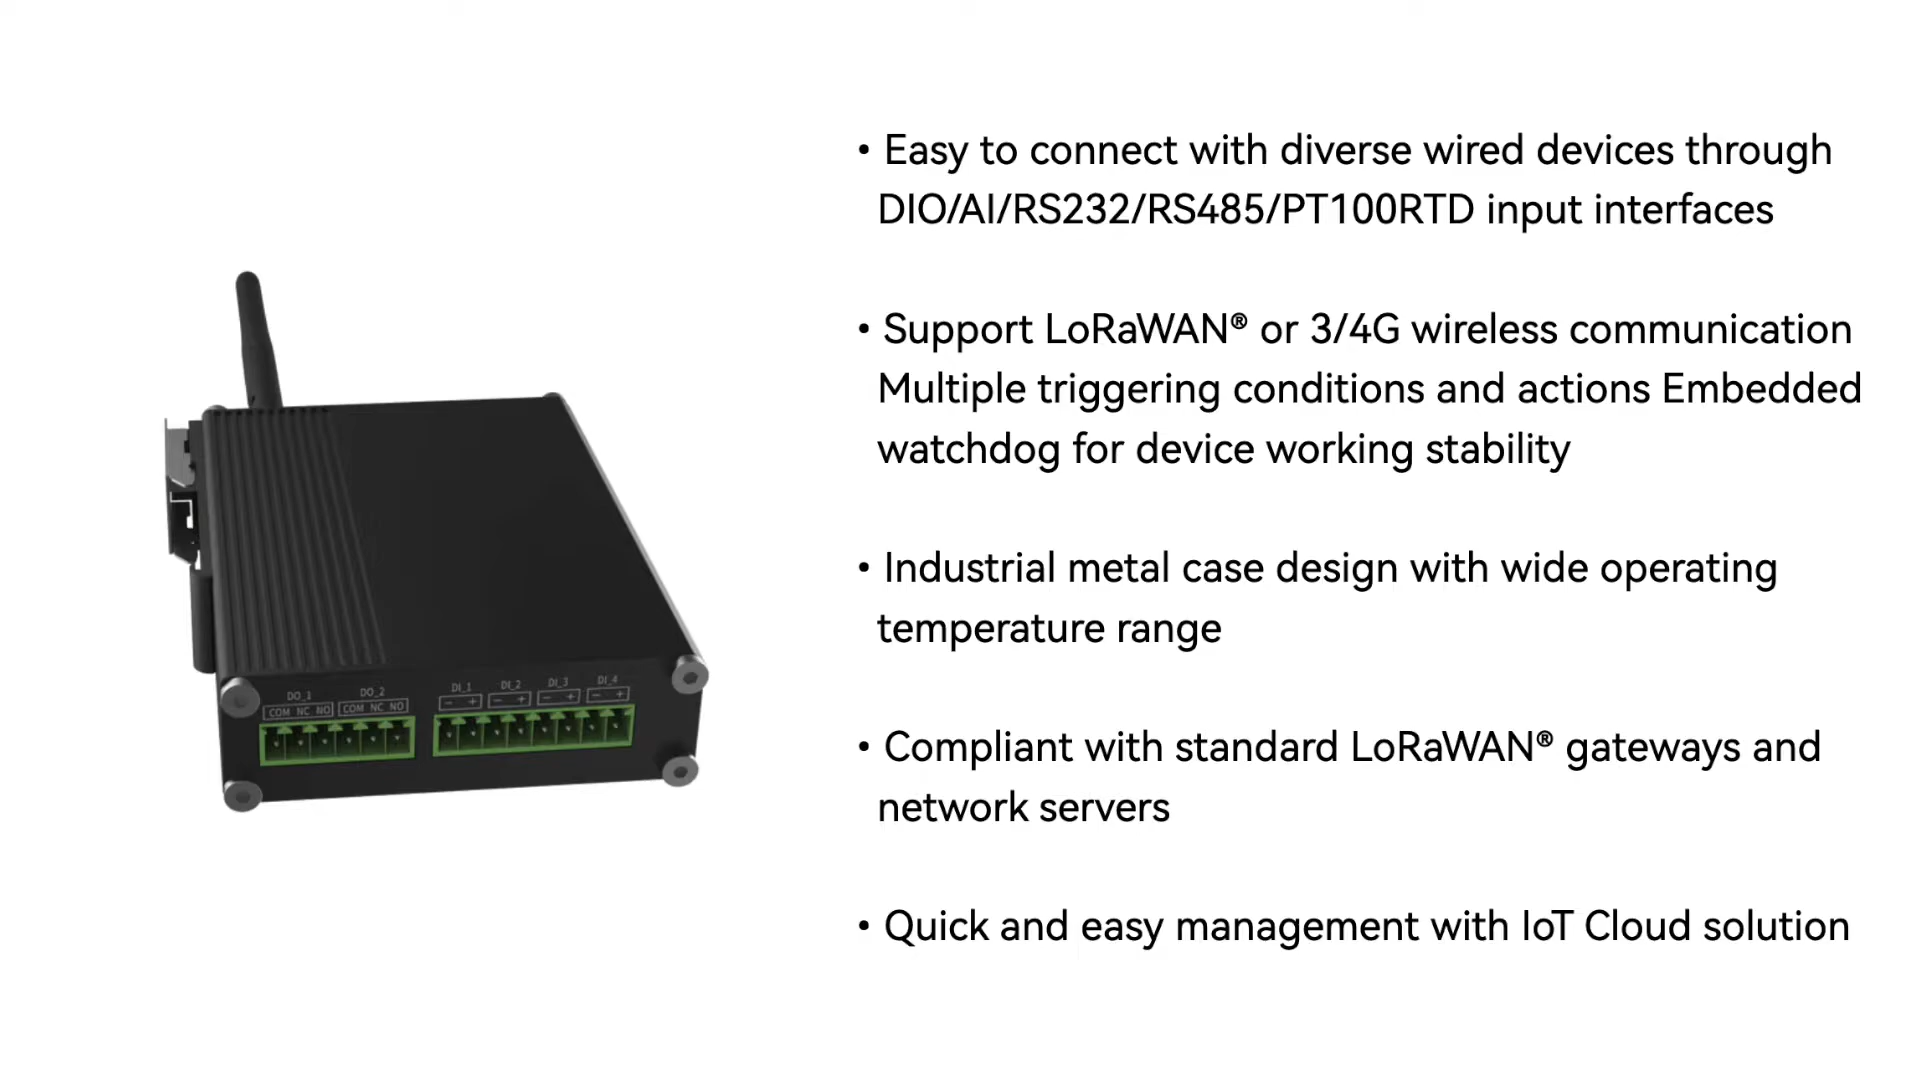 • Easy to connect with diverse wired devices through
DIO/AI/RS232/RS485/PT100RTD input interfaces
• Support LoRaWAN® or 3/4G wireless communication
Multiple triggering conditions and actions Embedded
watchdog for device working stability
• Industrial metal case design with wide operating
temperature range
• Compliant with standard LoRaWAN® gateways and
network servers
• Quick and easy management with IoT Cloud solution
DO_1 DO_2 DI_1 DI_2 DI_3 DI_4
COM NC NO COM NC NO − + − + − + − +